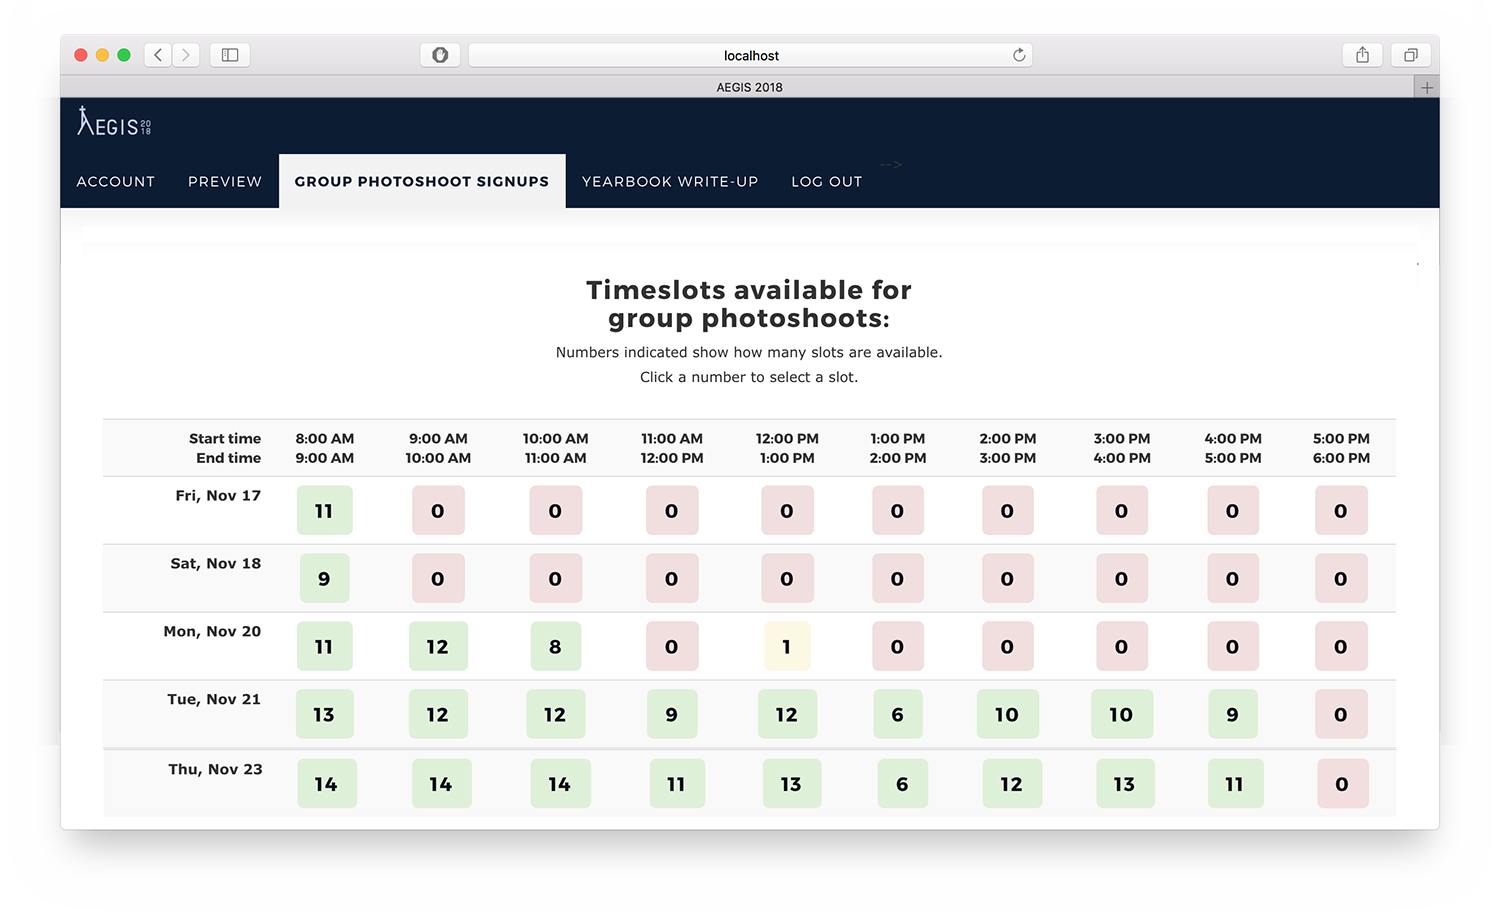 localhost
AEGIS 2018
AEGIS 20 18
-->
ACCOUNT PREVIEW GROUP PHOTOSHOOT SIGNUPS YEARBOOK WRITE-UP LOG OUT
Timeslots available for
group photoshoots:
Numbers indicated show how many slots are available.
Click a number to select a slot.
Start time 8:00 AM 9:00 AM 10:00 AM 11:00 AM 12:00 PM 1:00 PM 2:00 PM 3:00 PM 4:00 PM 5:00 PM
End time 9:00 AM 10:00 AM 11:00 AM 12:00 PM 1:00 PM 2:00 PM 3:00 PM 4:00 PM 5:00 PM 6:00 PM
Fri, Nov 17 11 0 0 0 0 0 0 0 0 0
Sat, Nov 18 9 0 0 0 0 0 0 0 0 0
Mon, Nov 20 11 12 8 0 1 0 0 0 0 0
Tue, Nov 21 13 12 12 9 12 6 10 10 9 0
Thu, Nov 23 14 14 14 11 13 6 12 13 11 0